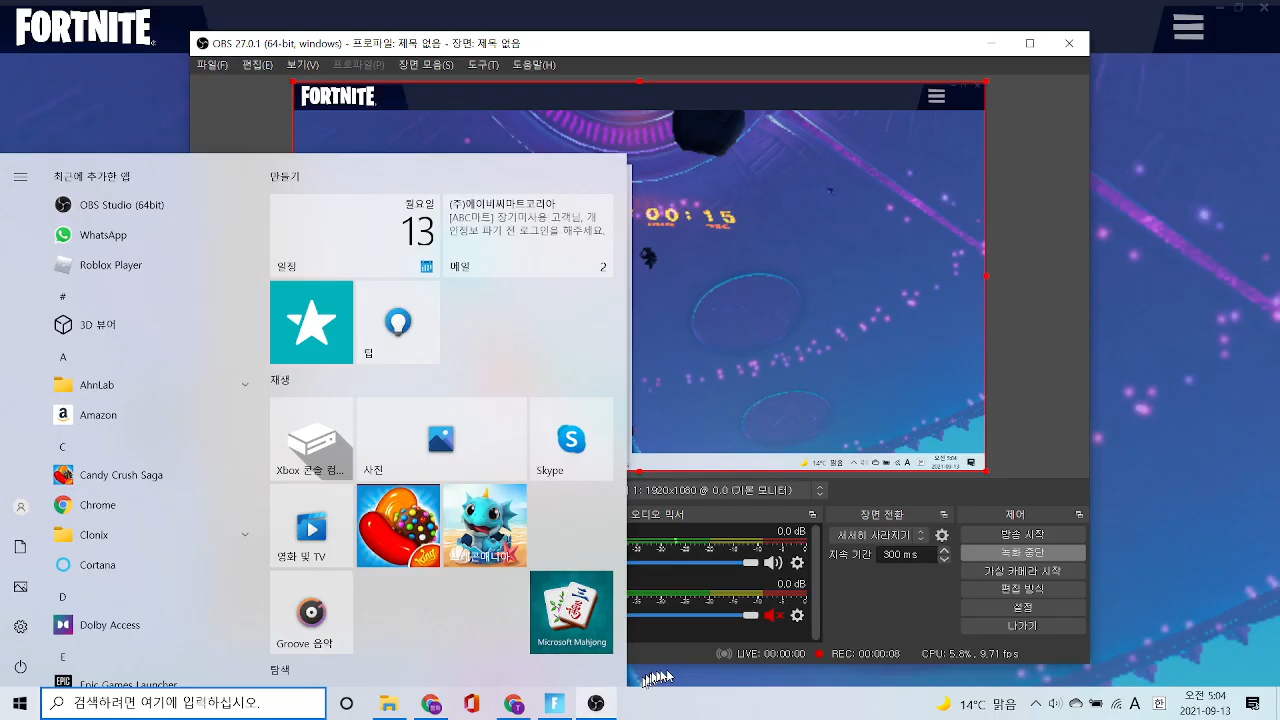 FORTNITE
OBS 27.0.1 (64-bit, windows) - 프로파일: 제목 없음 - 장면: 제목 없음
파일(F) 편집(E) 보기(V) 프로파일(P) 장면 모음(S) 도구(T) 도움말(H)
FORTNITE
00:15
14°C 맑음 A 오전 5:04
2021-09-13
최근에 추가한 앱
OBS Studio (64bit)
WhatsApp
Roblox Player
#
3D 뷰어
A
AhnLab
Amazon
C
Candy Crush Saga
Chrome
Clonix
Cortana
D
Dolby Access
E
Epic Games Launcher
만들기
월요일
13
일정
(주)에이비씨마트코리아
[ABC마트] 장기미사용 고객님, 개
인정보 파기 전 로그인을 해주세요.
메일 2
팁
재생
Xbox 콘솔 컴...
사진
Skype
영화 및 TV
King
Groove 음악
Microsoft Mahjong
탐색
1: 1920x1080 @ 0,0 (기본 모니터)
오디오 믹서
0.0 dB
0.0 dB
장면 전환
서서히 사라지기
지속 기간 300 ms
제어
방송 시작
녹화 중단
가상 카메라 시작
편집 방식
설정
나가기
LIVE: 00:00:00 REC: 00:00:08 CPU: 5.8%, 9.71 fps
검색하려면 여기에 입력하십시오.
14°C 맑음 A 한 오전 5:04
2021-09-13